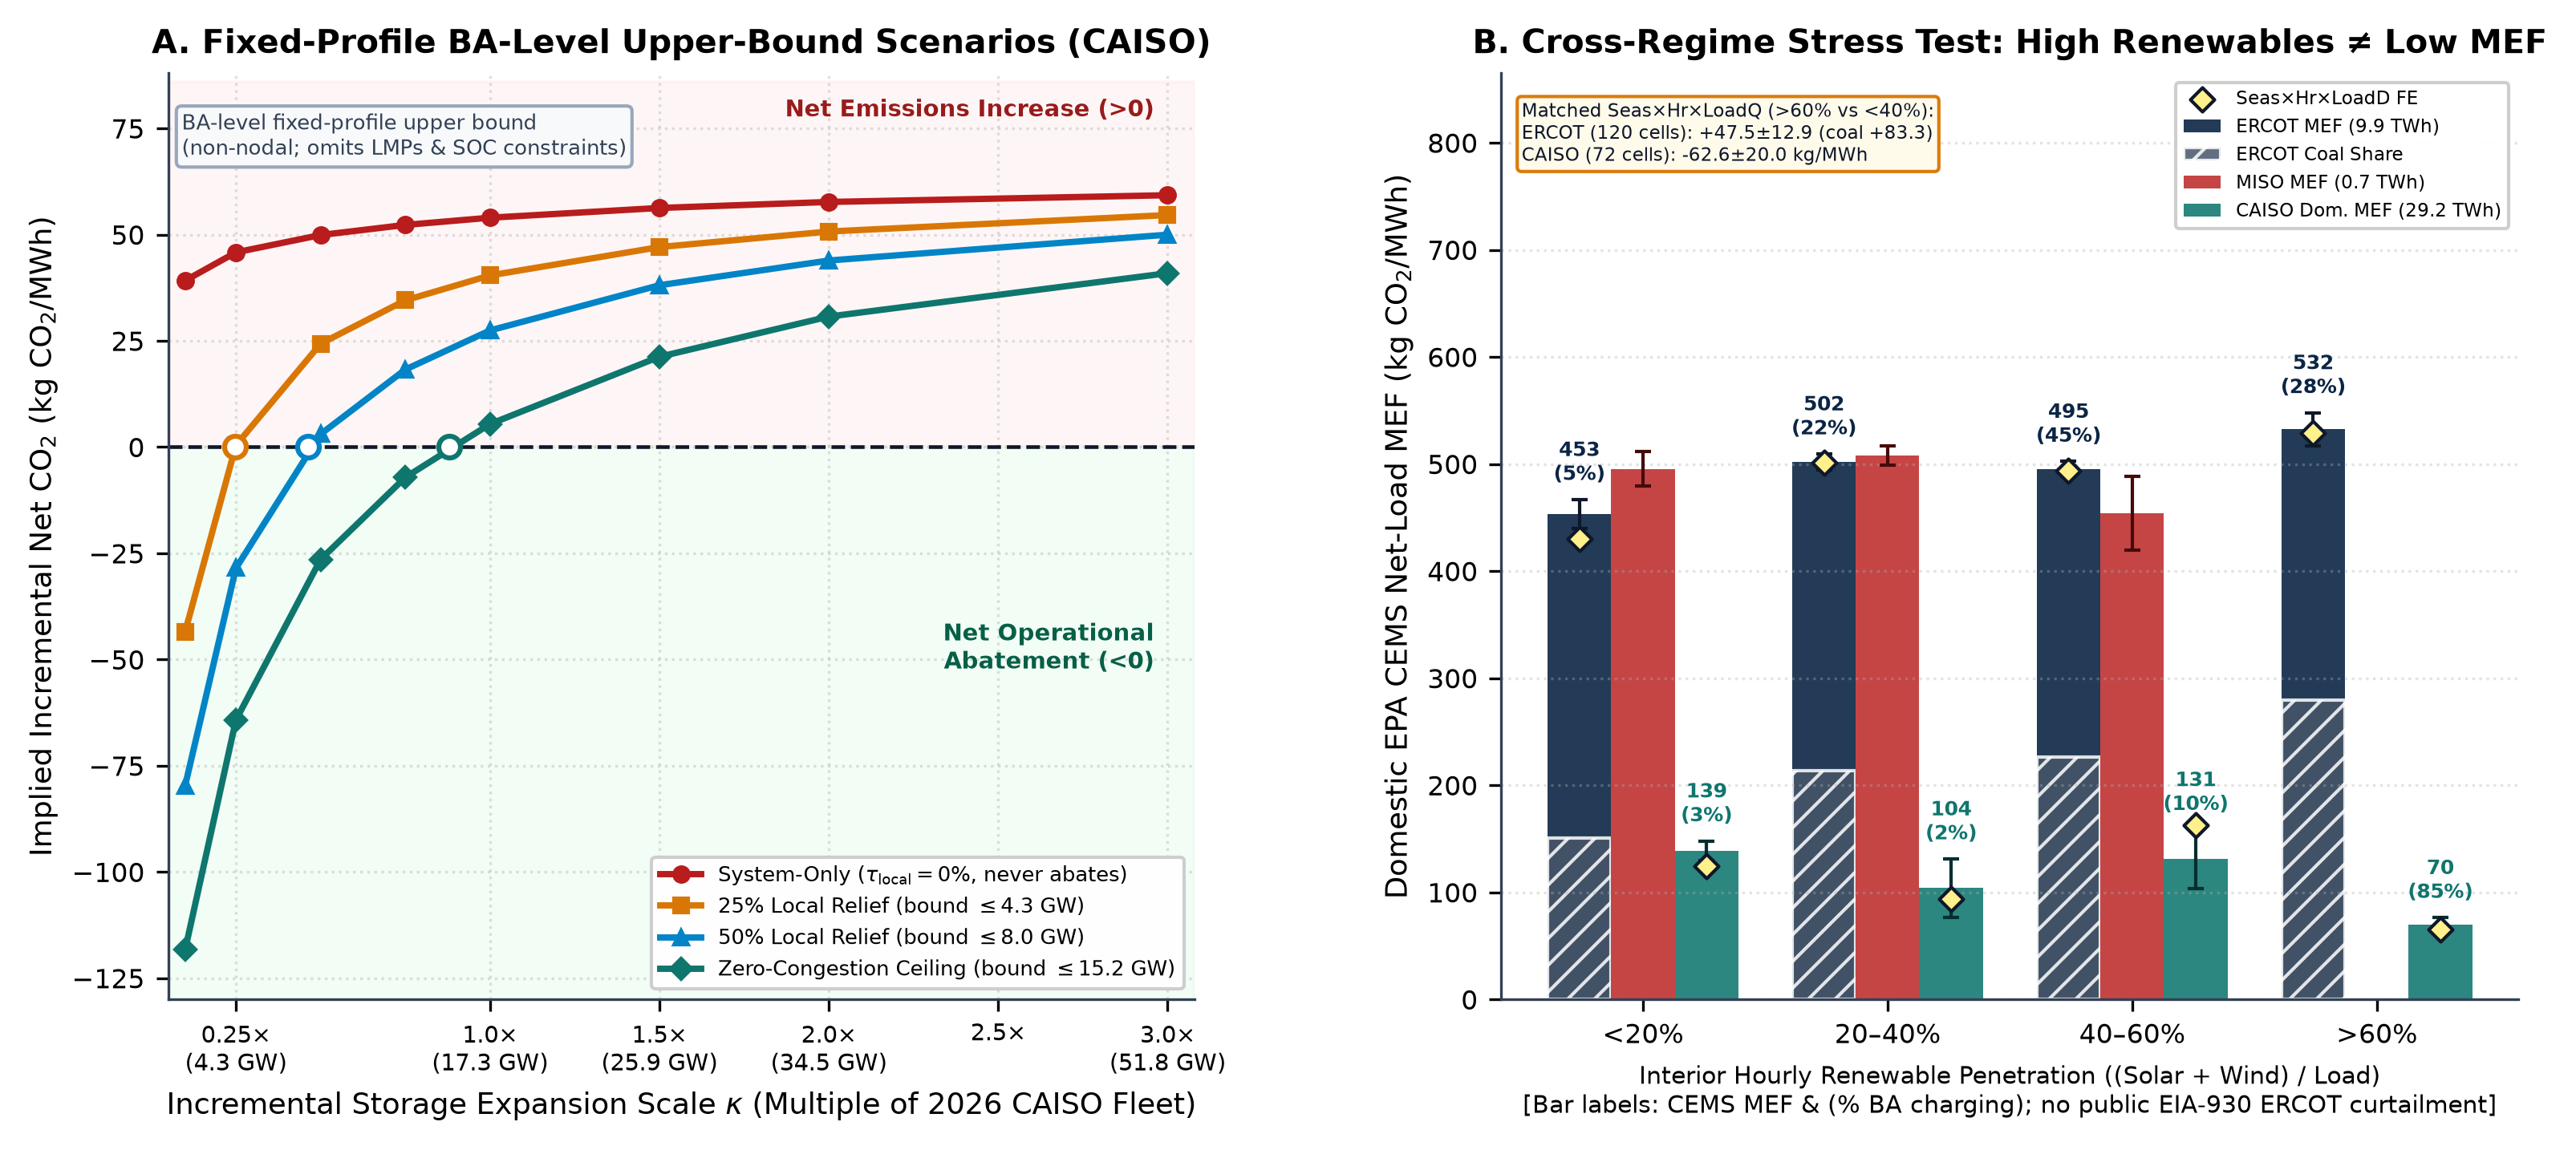 A. Fixed-Profile BA-Level Upper-Bound Scenarios (CAISO)
Implied Incremental Net CO₂ (kg CO₂/MWh)
75
50
25
0
−25
−50
−75
−100
−125
BA-level fixed-profile upper bound
(non-nodal; omits LMPs & SOC constraints)
Net Emissions Increase (>0)
Net Operational
Abatement (<0)
System-Only (τlocal = 0%, never abates)
25% Local Relief (bound ≤4.3 GW)
50% Local Relief (bound ≤8.0 GW)
Zero-Congestion Ceiling (bound ≤15.2 GW)
0.25× 1.0× 1.5× 2.0× 2.5× 3.0×
(4.3 GW) (17.3 GW) (25.9 GW) (34.5 GW) (51.8 GW)
Incremental Storage Expansion Scale κ (Multiple of 2026 CAISO Fleet)
B. Cross-Regime Stress Test: High Renewables ≠ Low MEF
Domestic EPA CEMS Net-Load MEF (kg CO₂/MWh)
800
700
600
500
400
300
200
100
0
Matched Seas×Hr×LoadQ (>60% vs <40%):
ERCOT (120 cells): +47.5±12.9 (coal +83.3)
CAISO (72 cells): -62.6±20.0 kg/MWh
Seas×Hr×LoadD FE
ERCOT MEF (9.9 TWh)
ERCOT Coal Share
MISO MEF (0.7 TWh)
CAISO Dom. MEF (29.2 TWh)
453
(5%)
139
(3%)
502
(22%)
104
(2%)
495
(45%)
131
(10%)
532
(28%)
70
(85%)
<20% 20–40% 40–60% >60%
Interior Hourly Renewable Penetration ((Solar + Wind) / Load)
[Bar labels: CEMS MEF & (% BA charging); no public EIA-930 ERCOT curtailment]